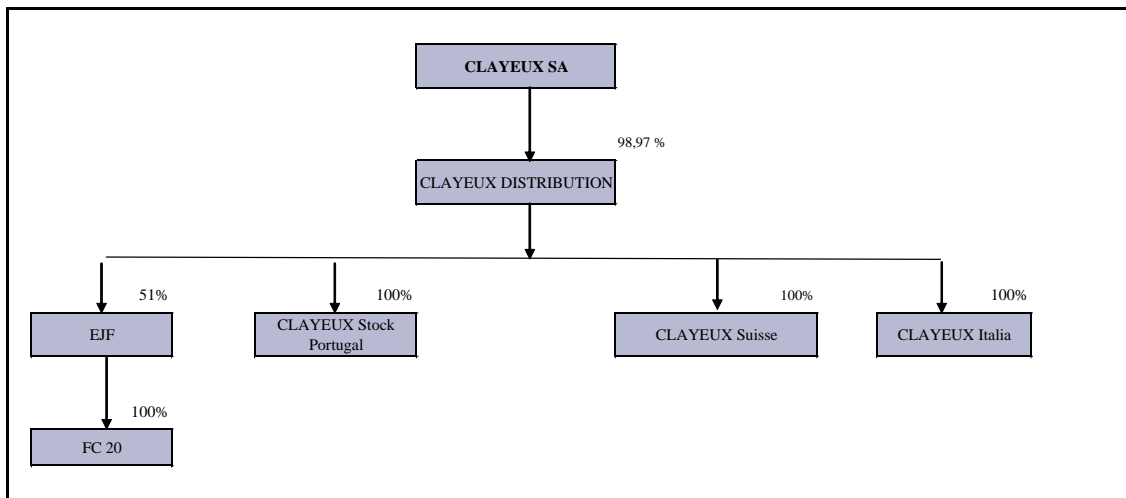 CLAYEUX SA
98,97 %
CLAYEUX DISTRIBUTION
51%
100%
100%
100%
EJF
CLAYEUX Stock
Portugal
CLAYEUX Suisse
CLAYEUX Italia
100%
FC 20